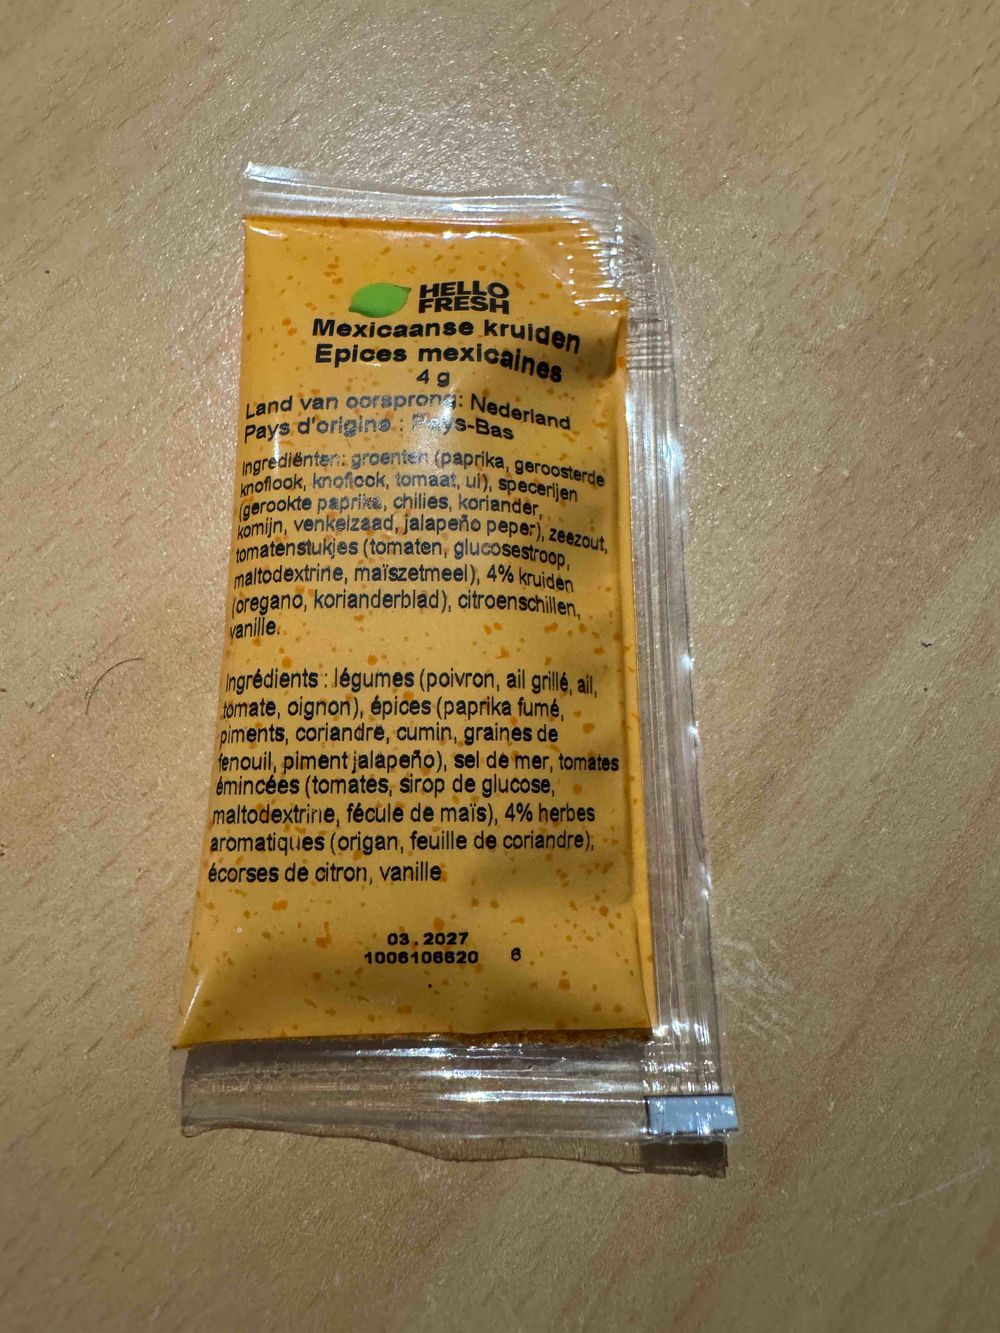 HELLO
FRESH
Mexicaanse kruiden
Epices mexicaines
4 g
Land van oorsprong: Nederland
Pays d'origine : Pays-Bas
Ingrediënten: groenten (paprika, geroosterde
knoflook, knoflook, tomaat, ui), specerijen
(gerookte paprika, chilies, koriander,
komijn, venkelzaad, jalapeño peper), zeezout,
tomatenstukjes (tomaten, glucosestroop,
maltodextrine, maïszetmeel), 4% kruiden
(oregano, korianderblad), citroenschillen,
vanille.
Ingrédients : légumes (poivron, ail grillé, ail,
tomate, oignon), épices (paprika fumé,
piments, coriandre, cumin, graines de
fenouil, piment jalapeño), sel de mer, tomates
émincées (tomates, sirop de glucose,
maltodextrine, fécule de maïs), 4% herbes
aromatiques (origan, feuille de coriandre),
écorses de citron, vanille
03.2027
1006106620 6